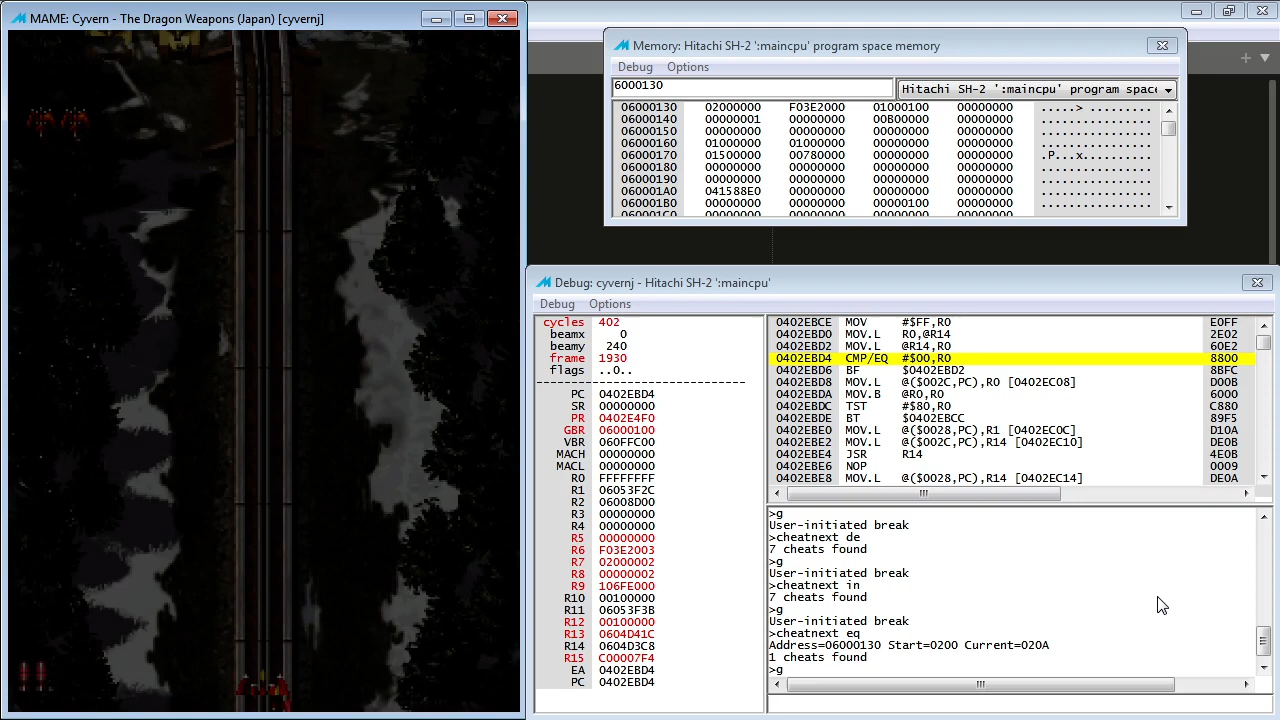 MAME: Cyvern - The Dragon Weapons (Japan) [cyvernj]
Memory: Hitachi SH-2 ':maincpu' program space memory
Debug Options
6000130 Hitachi SH-2 ':maincpu' program space
06000130 02000000 F03E2000 01000100 00000000 .....> .........
06000140 00000001 00000000 00B00000 00000000 ................
06000150 00000000 00000000 00000000 00000000 ................
06000160 01000000 01000000 00000000 00000000 ................
06000170 01500000 00780000 00000000 00000000 .P...x..........
06000180 00000000 00000000 00000000 00000000 ................
06000190 00000000 00000000 00000000 00000000 ................
060001A0 041588E0 00000000 00000000 00000000 ................
060001B0 00000000 00000000 00000100 00000000 ................
060001C0 00000000 00000000 00000000 00000000
Debug: cyvernj - Hitachi SH-2 ':maincpu'
Debug Options
cycles 402
beamx 0
beamy 240
frame 1930
flags ..O..
PC 0402EBD4
SR 00000000
PR 0402E4F0
GBR 06000100
VBR 060FFC00
MACH 00000000
MACL 00000000
R0 FFFFFFFF
R1 06053F2C
R2 06008D00
R3 00000000
R4 00000000
R5 00000000
R6 F03E2003
R7 02000002
R8 00000002
R9 106FE000
R10 00100000
R11 06053F3B
R12 00100000
R13 0604D41C
R14 0604D3C8
R15 C00007F4
EA 0402EBD4
PC 0402EBD4
0402EBCE MOV #$FF,R0 E0FF
0402EBD0 MOV.L R0,@R14 2E02
0402EBD2 MOV.L @R14,R0 60E2
0402EBD4 CMP/EQ #$00,R0 8800
0402EBD6 BF $0402EBD2 8BFC
0402EBD8 MOV.L @($002C,PC),R0 [0402EC08] D00B
0402EBDA MOV.B @R0,R0 6000
0402EBDC TST #$80,R0 C880
0402EBDE BT $0402EBCC 89F5
0402EBE0 MOV.L @($0028,PC),R1 [0402EC0C] D10A
0402EBE2 MOV.L @($002C,PC),R14 [0402EC10] DE0B
0402EBE4 JSR R14 4E0B
0402EBE6 NOP 0009
0402EBE8 MOV.L @($0028,PC),R14 [0402EC14] DE0A
>g
User-initiated break
>cheatnext de
7 cheats found
>g
User-initiated break
>cheatnext in
7 cheats found
>g
User-initiated break
>cheatnext eq
Address=06000130 Start=0200 Current=020A
1 cheats found
>g